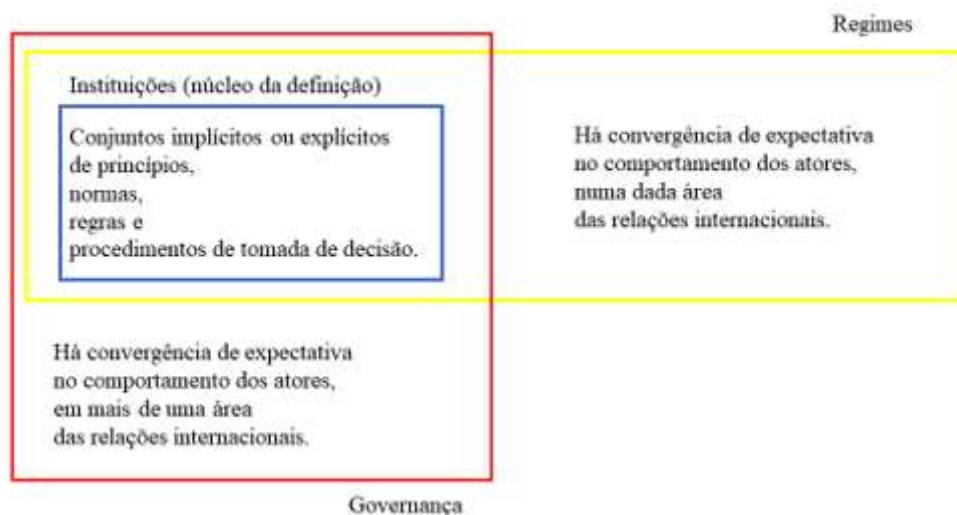 Regimes
Instituições (núcleo da definição)
Conjuntos implícitos ou explícitos
de princípios,
normas,
regras e
procedimentos de tomada de decisão.
Há convergência de expectativa
no comportamento dos atores,
numa dada área
das relações internacionais.
Há convergência de expectativa
no comportamento dos atores,
em mais de uma área
das relações internacionais.
Governança